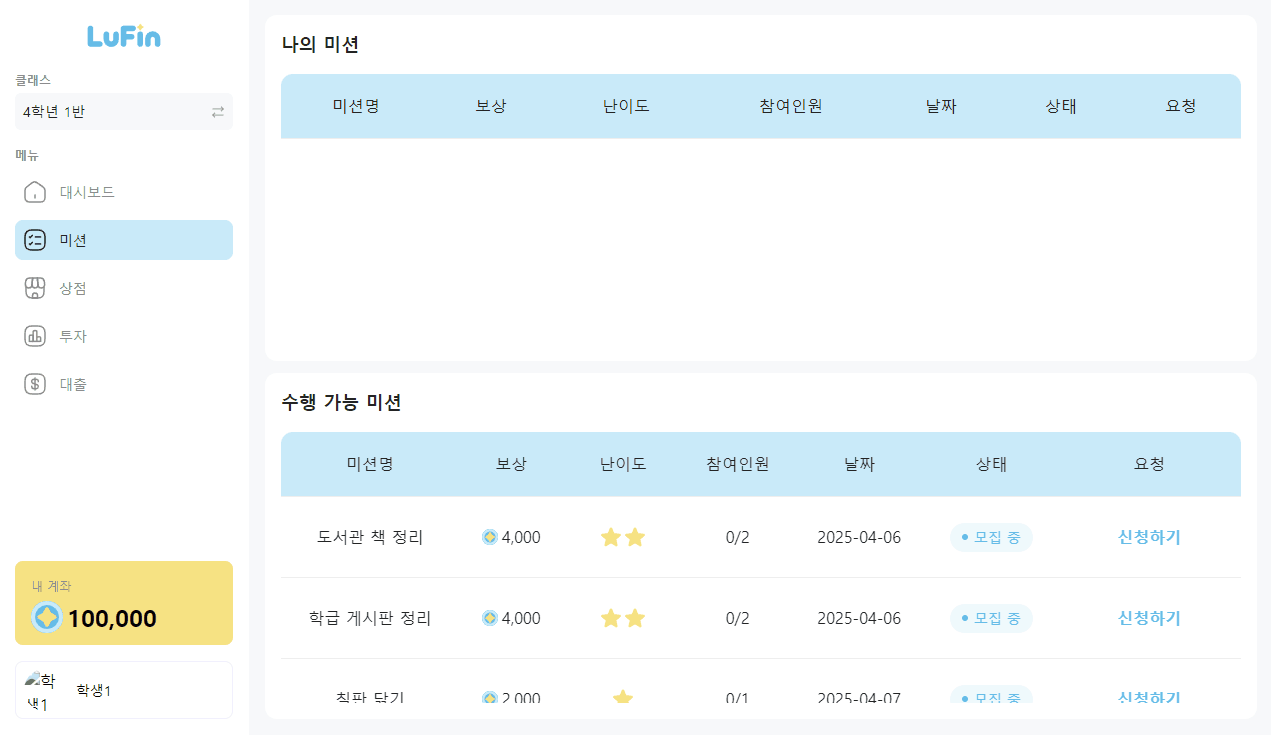 LuFin
클래스
4학년 1반
메뉴
대시보드
미션
상점
투자
대출
내 계좌
100,000
학생1
학생1
나의 미션
미션명 보상 난이도 참여인원 날짜 상태 요청
수행 가능 미션
미션명 보상 난이도 참여인원 날짜 상태 요청
도서관 책 정리 4,000 0/2 2025-04-06 모집 중 신청하기
학급 게시판 정리 4,000 0/2 2025-04-06 모집 중 신청하기
칠판 닦기 2,000 0/1 2025-04-07 모집 중 신청하기